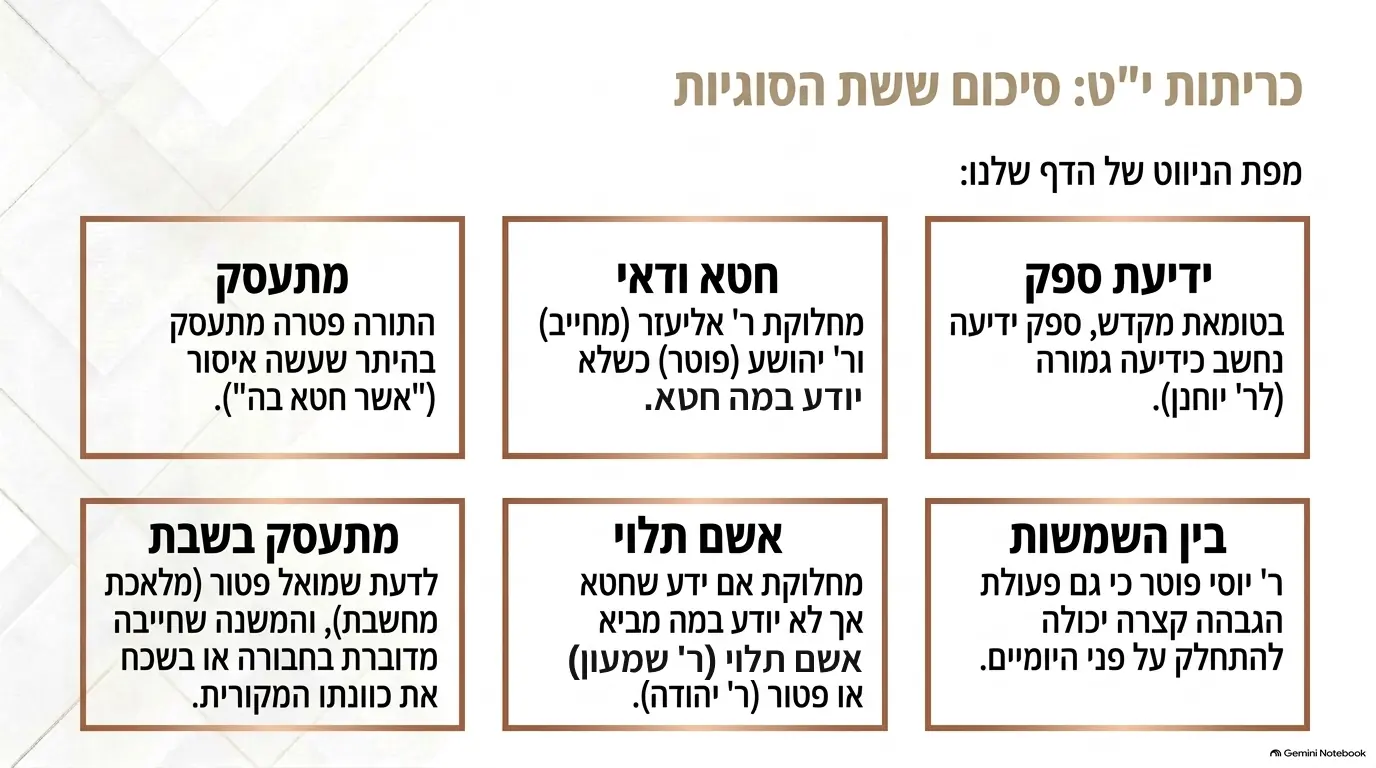 כריתות י"ט: סיכום ששת הסוגיות
מפת הניווט של הדף שלנו:
ידיעת ספק
בטומאת מקדש, ספק ידיעה
נחשב כידיעה גמורה
(לר' יוחנן).
חטא ודאי
מחלוקת ר' אליעזר (מחייב)
ור' יהושע (פוטר) כשלא
יודע במה חטא.
מתעסק
התורה פטרה מתעסק
בהיתר שעשה איסור
("אשר חטא בה").
בין השמשות
ר' יוסי פוטר כי גם פעולת
הגבהה קצרה יכולה
להתחלק על פני היומיים.
אשם תלוי
מחלוקת אם ידע שחטא
אך לא יודע במה מביא
אשם תלוי (ר' שמעון)
או פטור (ר' יהודה).
מתעסק בשבת
לדעת שמואל פטור (מלאכת
מחשבת), והמשנה שחייבה
מדוברת בחבורה או בשכח
את כוונתו המקורית.
Gemini Notebook